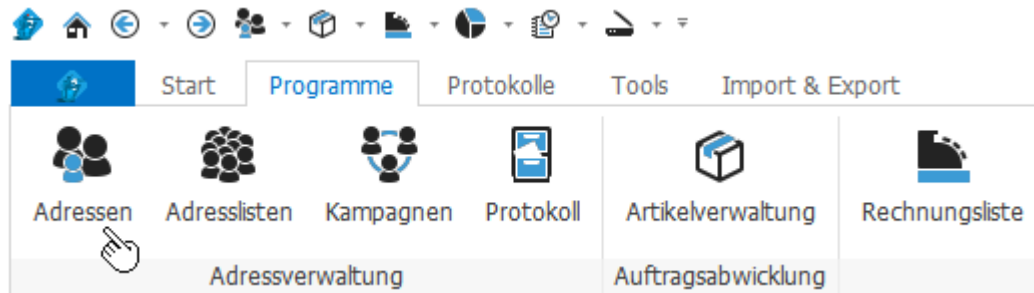 Start Programme Protokolle Tools Import & Export
Adressen Adresslisten Kampagnen Protokoll Artikelverwaltung Rechnungsliste
Adressverwaltung Auftragsabwicklung